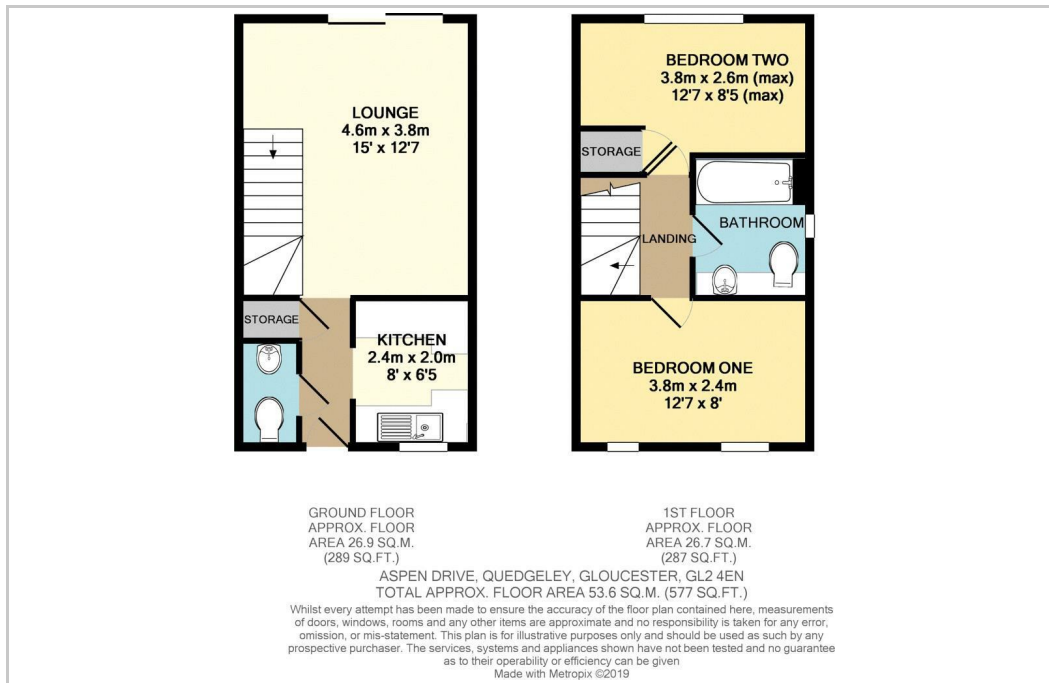 LOUNGE
4.6m x 3.8m
15' x 12'7
STORAGE
KITCHEN
2.4m x 2.0m
8' x 6'5
BEDROOM TWO
3.8m x 2.6m (max)
12'7 x 8'5 (max)
STORAGE
BATHROOM
LANDING
BEDROOM ONE
3.8m x 2.4m
12'7 x 8'
GROUND FLOOR
APPROX. FLOOR
AREA 26.9 SQ.M.
(289 SQ.FT.)
1ST FLOOR
APPROX. FLOOR
AREA 26.7 SQ.M.
(287 SQ.FT.)
ASPEN DRIVE, QUEDGELEY, GLOUCESTER, GL2 4EN
TOTAL APPROX. FLOOR AREA 53.6 SQ.M. (577 SQ.FT.)
Whilst every attempt has been made to ensure the accuracy of the floor plan contained here, measurements
of doors, windows, rooms and any other items are approximate and no responsibility is taken for any error,
omission, or mis-statement. This plan is for illustrative purposes only and should be used as such by any
prospective purchaser. The services, systems and appliances shown have not been tested and no guarantee
as to their operability or efficiency can be given
Made with Metropix ©2019